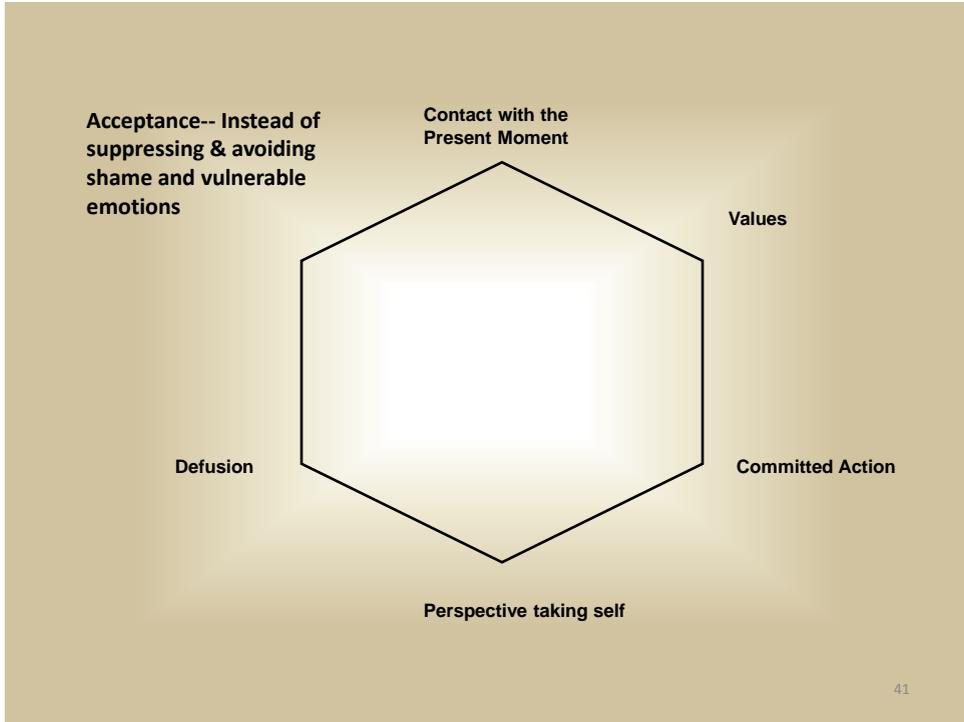 Acceptance-- Instead of
suppressing & avoiding
shame and vulnerable
emotions
Contact with the
Present Moment
Values
Defusion
Committed Action
Perspective taking self
41